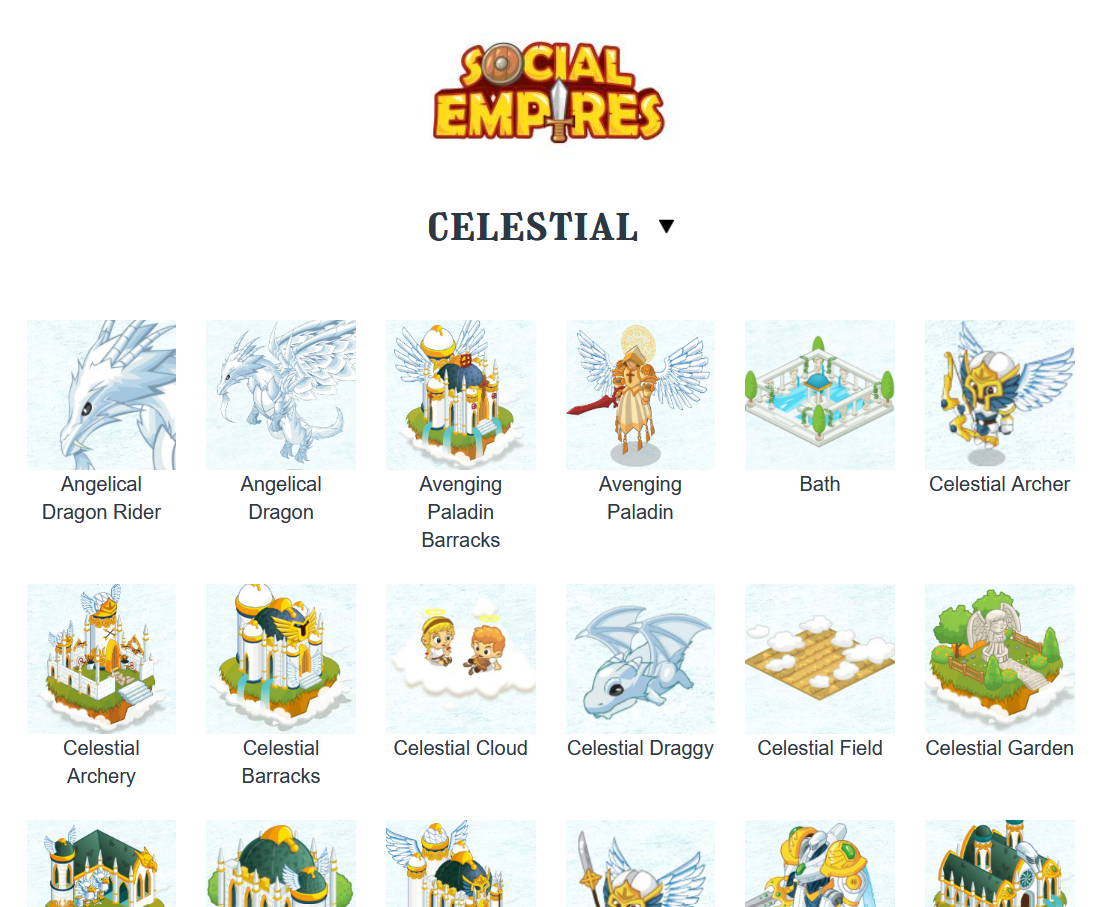 SOCIAL
EMPIRES
CELESTIAL
Angelical
Dragon Rider
Angelical
Dragon
Avenging
Paladin
Barracks
Avenging
Paladin
Bath
Celestial Archer
Celestial
Archery
Celestial
Barracks
Celestial Cloud
Celestial Draggy
Celestial Field
Celestial Garden